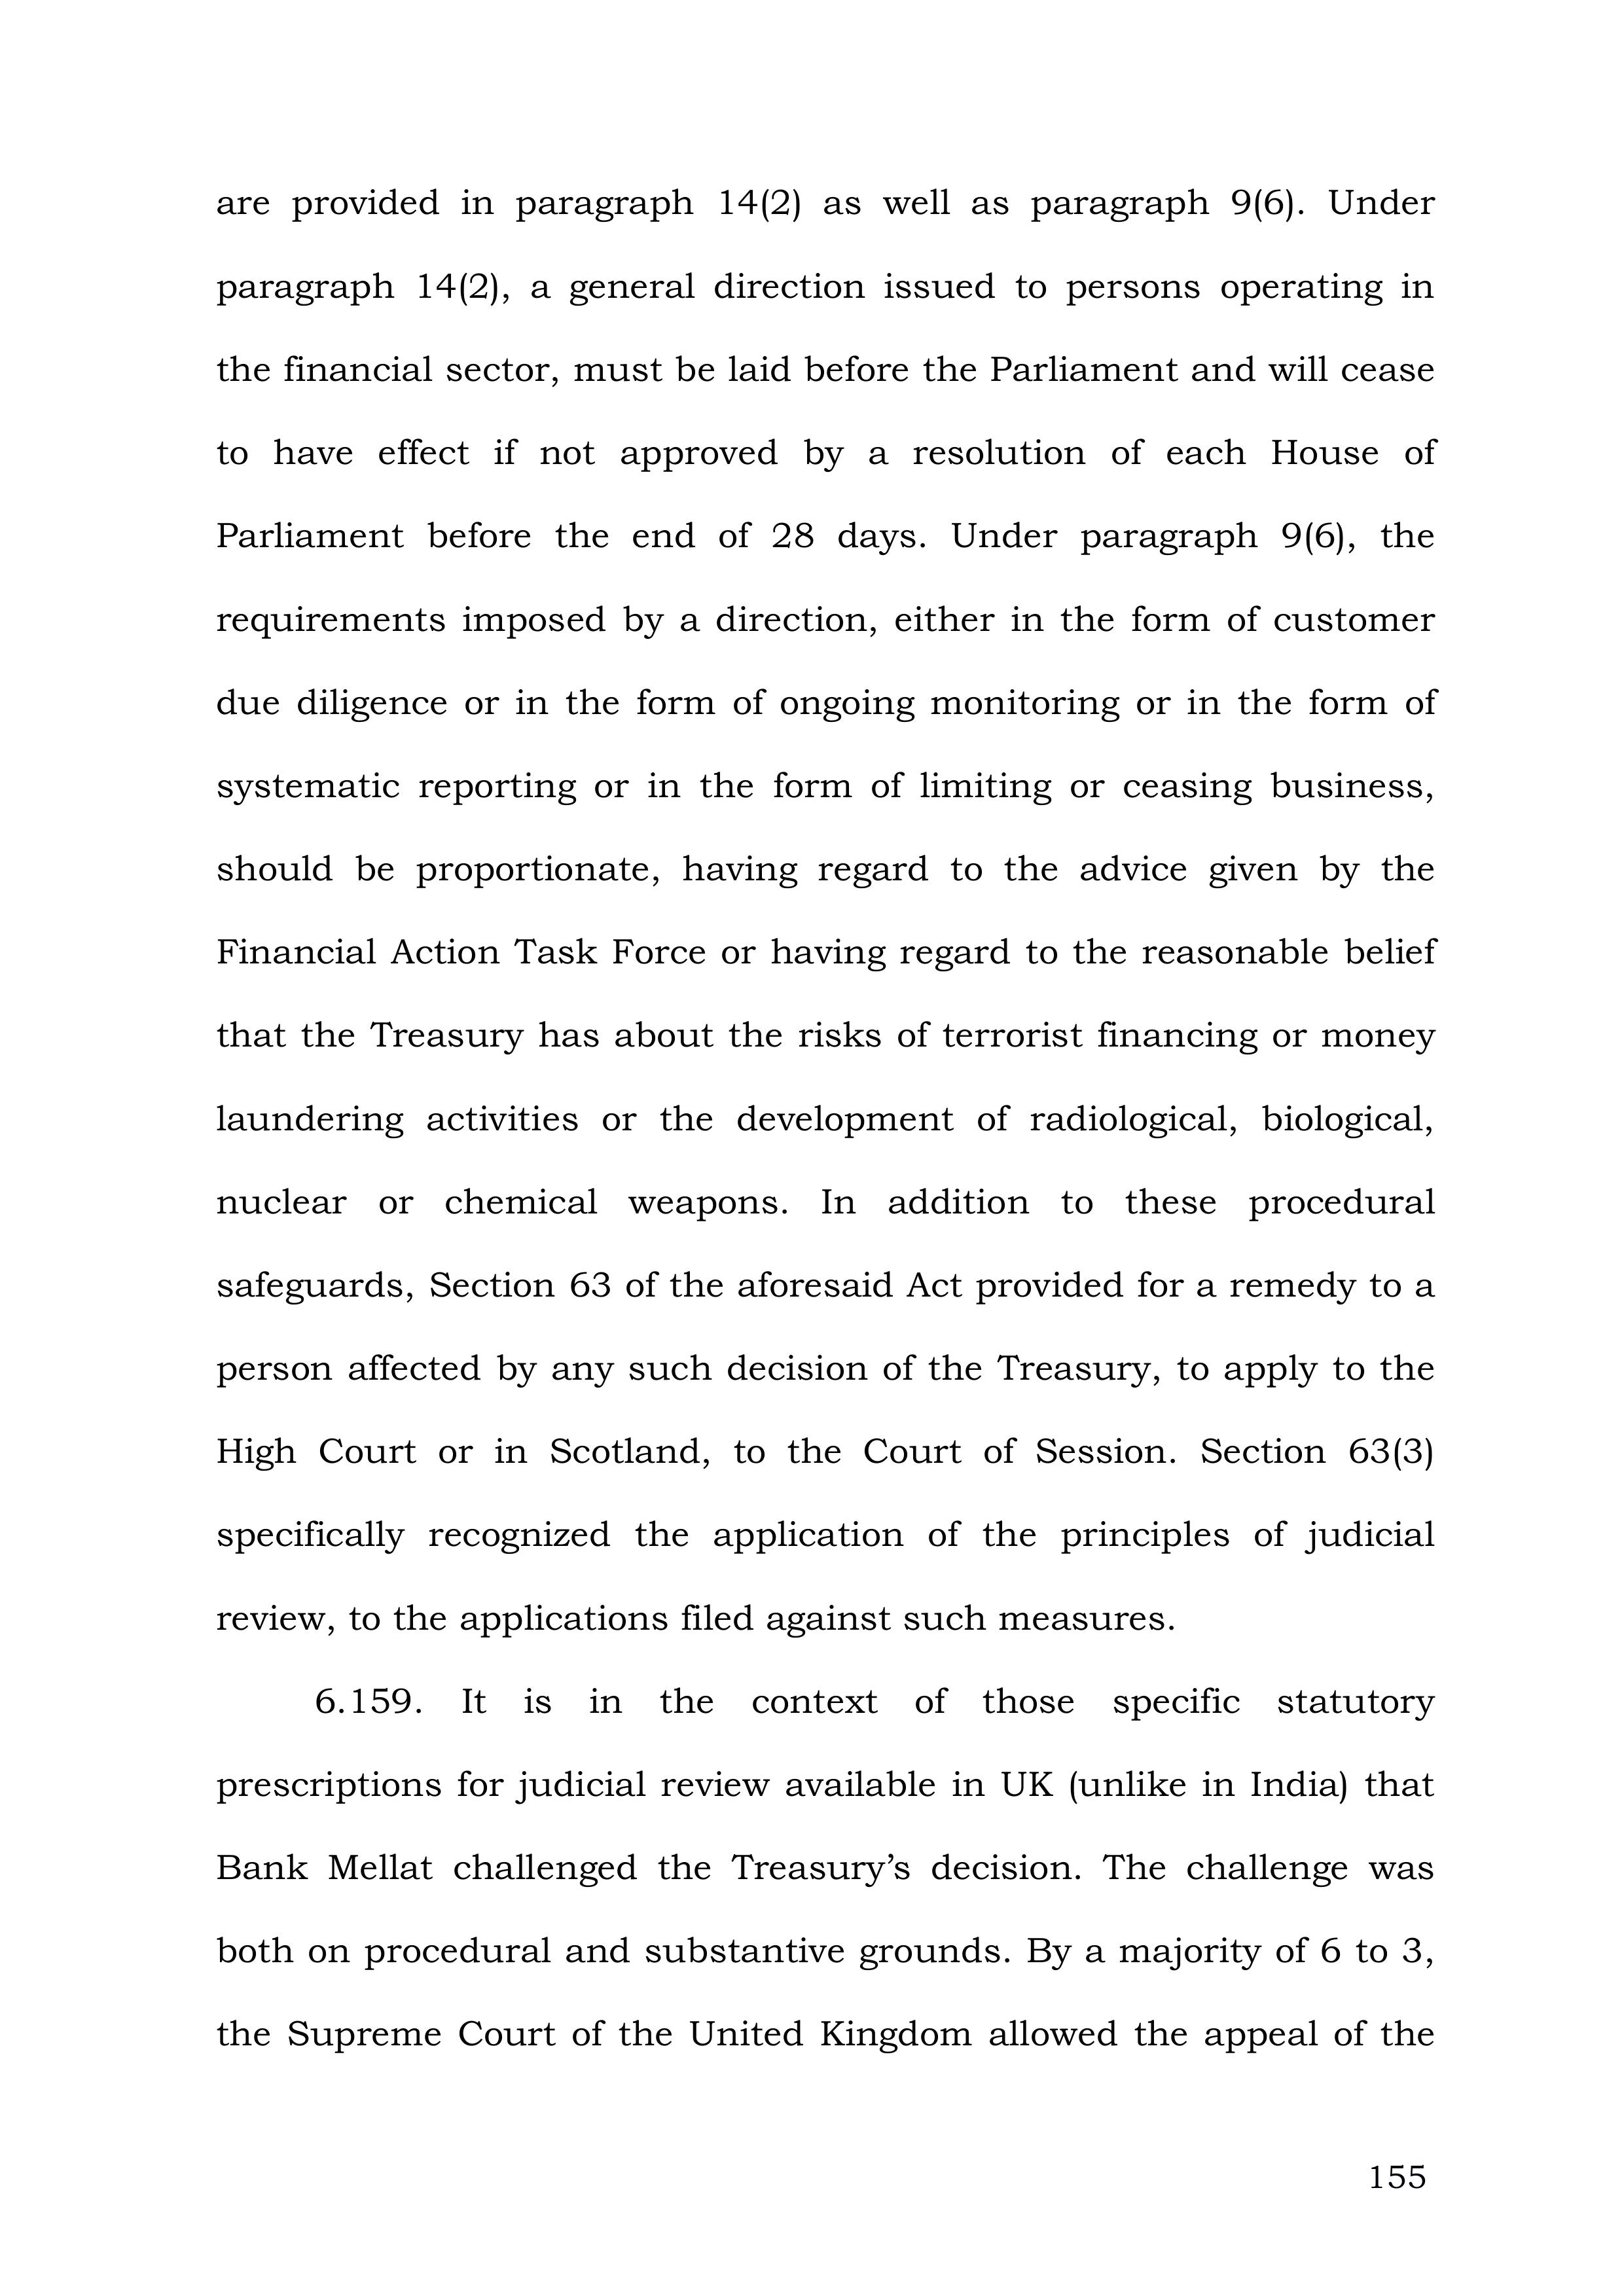 are provided in paragraph 14(2) as well as paragraph 9(6). Under
paragraph 14(2), a general direction issued to persons operating in
the financial sector, must be laid before the Parliament and will cease
to have effect if not approved by a resolution of each House of
Parliament before the end of 28 days. Under paragraph 9(6), the
requirements imposed by a direction, either in the form of customer
due diligence or in the form of ongoing monitoring or in the form of
systematic reporting or in the form of limiting or ceasing business,
should be proportionate, having regard to the advice given by the
Financial Action Task Force or having regard to the reasonable belief
that the Treasury has about the risks of terrorist financing or money
laundering activities or the development of radiological, biological,
nuclear or chemical weapons. In addition to these procedural
safeguards, Section 63 of the aforesaid Act provided for a remedy to a
person affected by any such decision of the Treasury, to apply to the
High Court or in Scotland, to the Court of Session. Section 63(3)
specifically recognized the application of the principles of judicial
review, to the applications filed against such measures.
6.159. It is in the context of those specific statutory
prescriptions for judicial review available in UK (unlike in India) that
Bank Mellat challenged the Treasury’s decision. The challenge was
both on procedural and substantive grounds. By a majority of 6 to 3,
the Supreme Court of the United Kingdom allowed the appeal of the
155